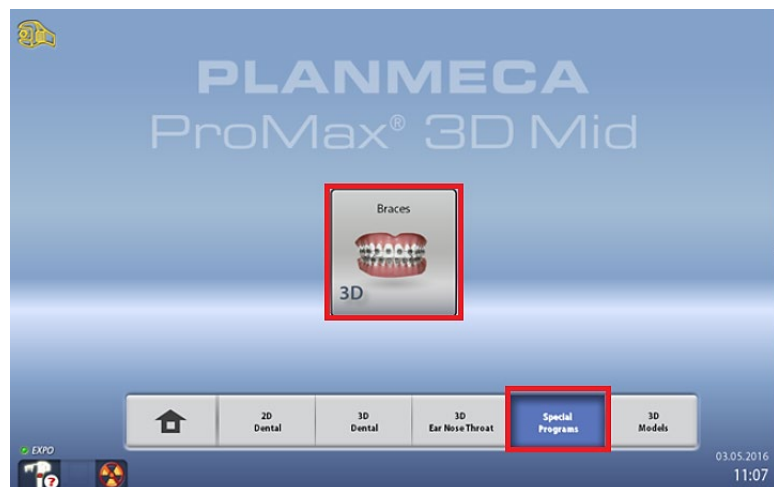 PLANMECA
ProMax® 3D Mid
Braces
3D
2D
Dental
3D
Dental
3D
Ear Nose Throat
Special
Programs
3D
Models
EXPO
?
03.05.2016
11:07